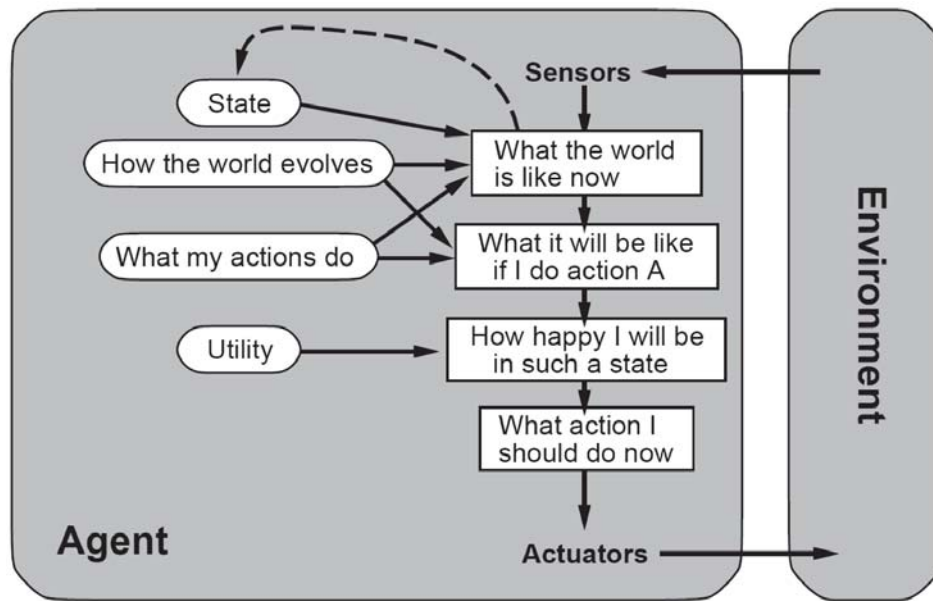 Sensors
State
What the world
is like now
How the world evolves
What it will be like
if I do action A
What my actions do
How happy I will be
in such a state
Utility
What action I
should do now
Agent
Actuators
Environment